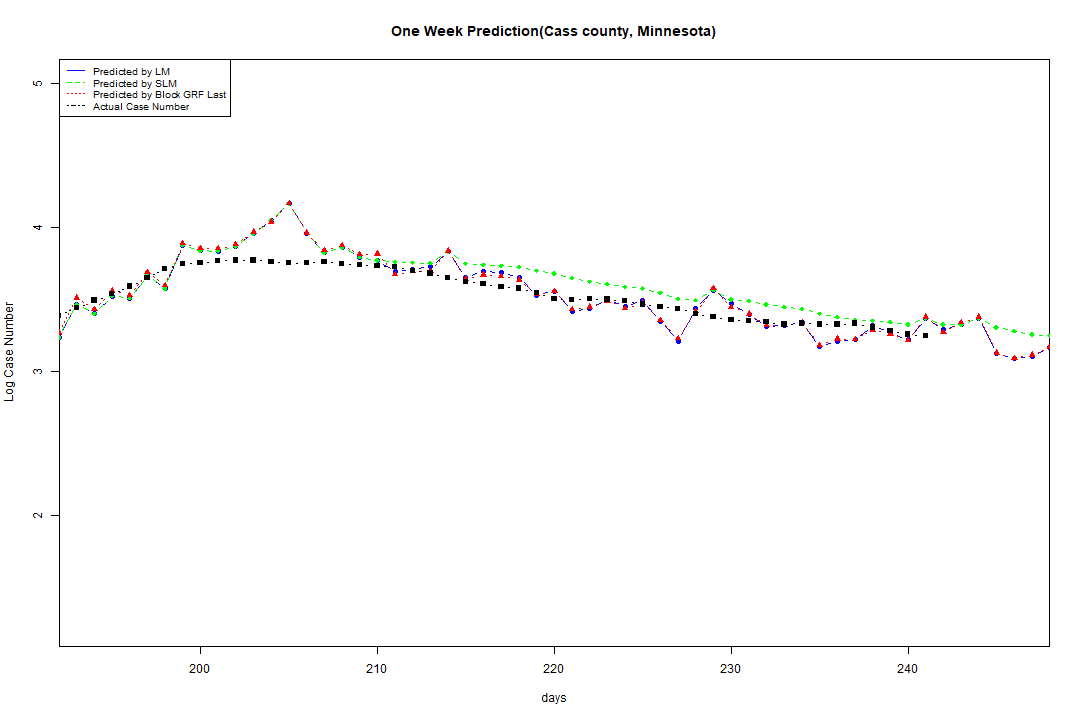 One Week Prediction(Cass county, Minnesota)
Predicted by LM
Predicted by SLM
Predicted by Block GRF Last
Actual Case Number
5
4
3
2
Log Case Number
200 210 220 230 240
days